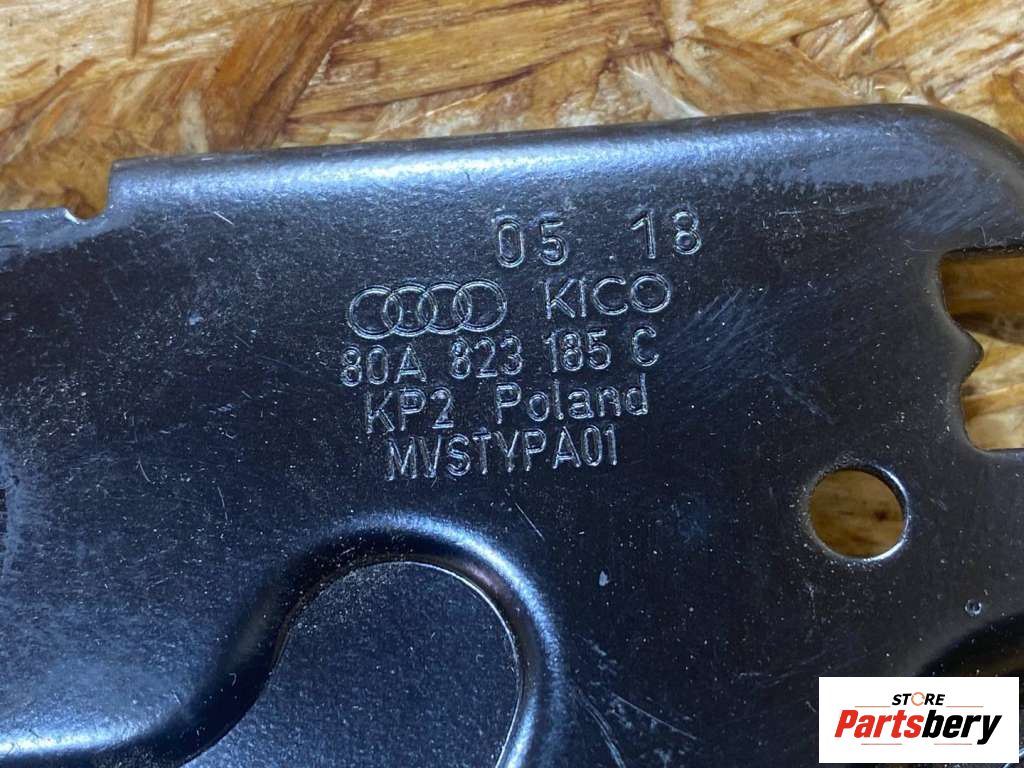 05 18
KICO
80A 823 185 C
KP2 Poland
MVSTYPA01
STORE
Partsbery